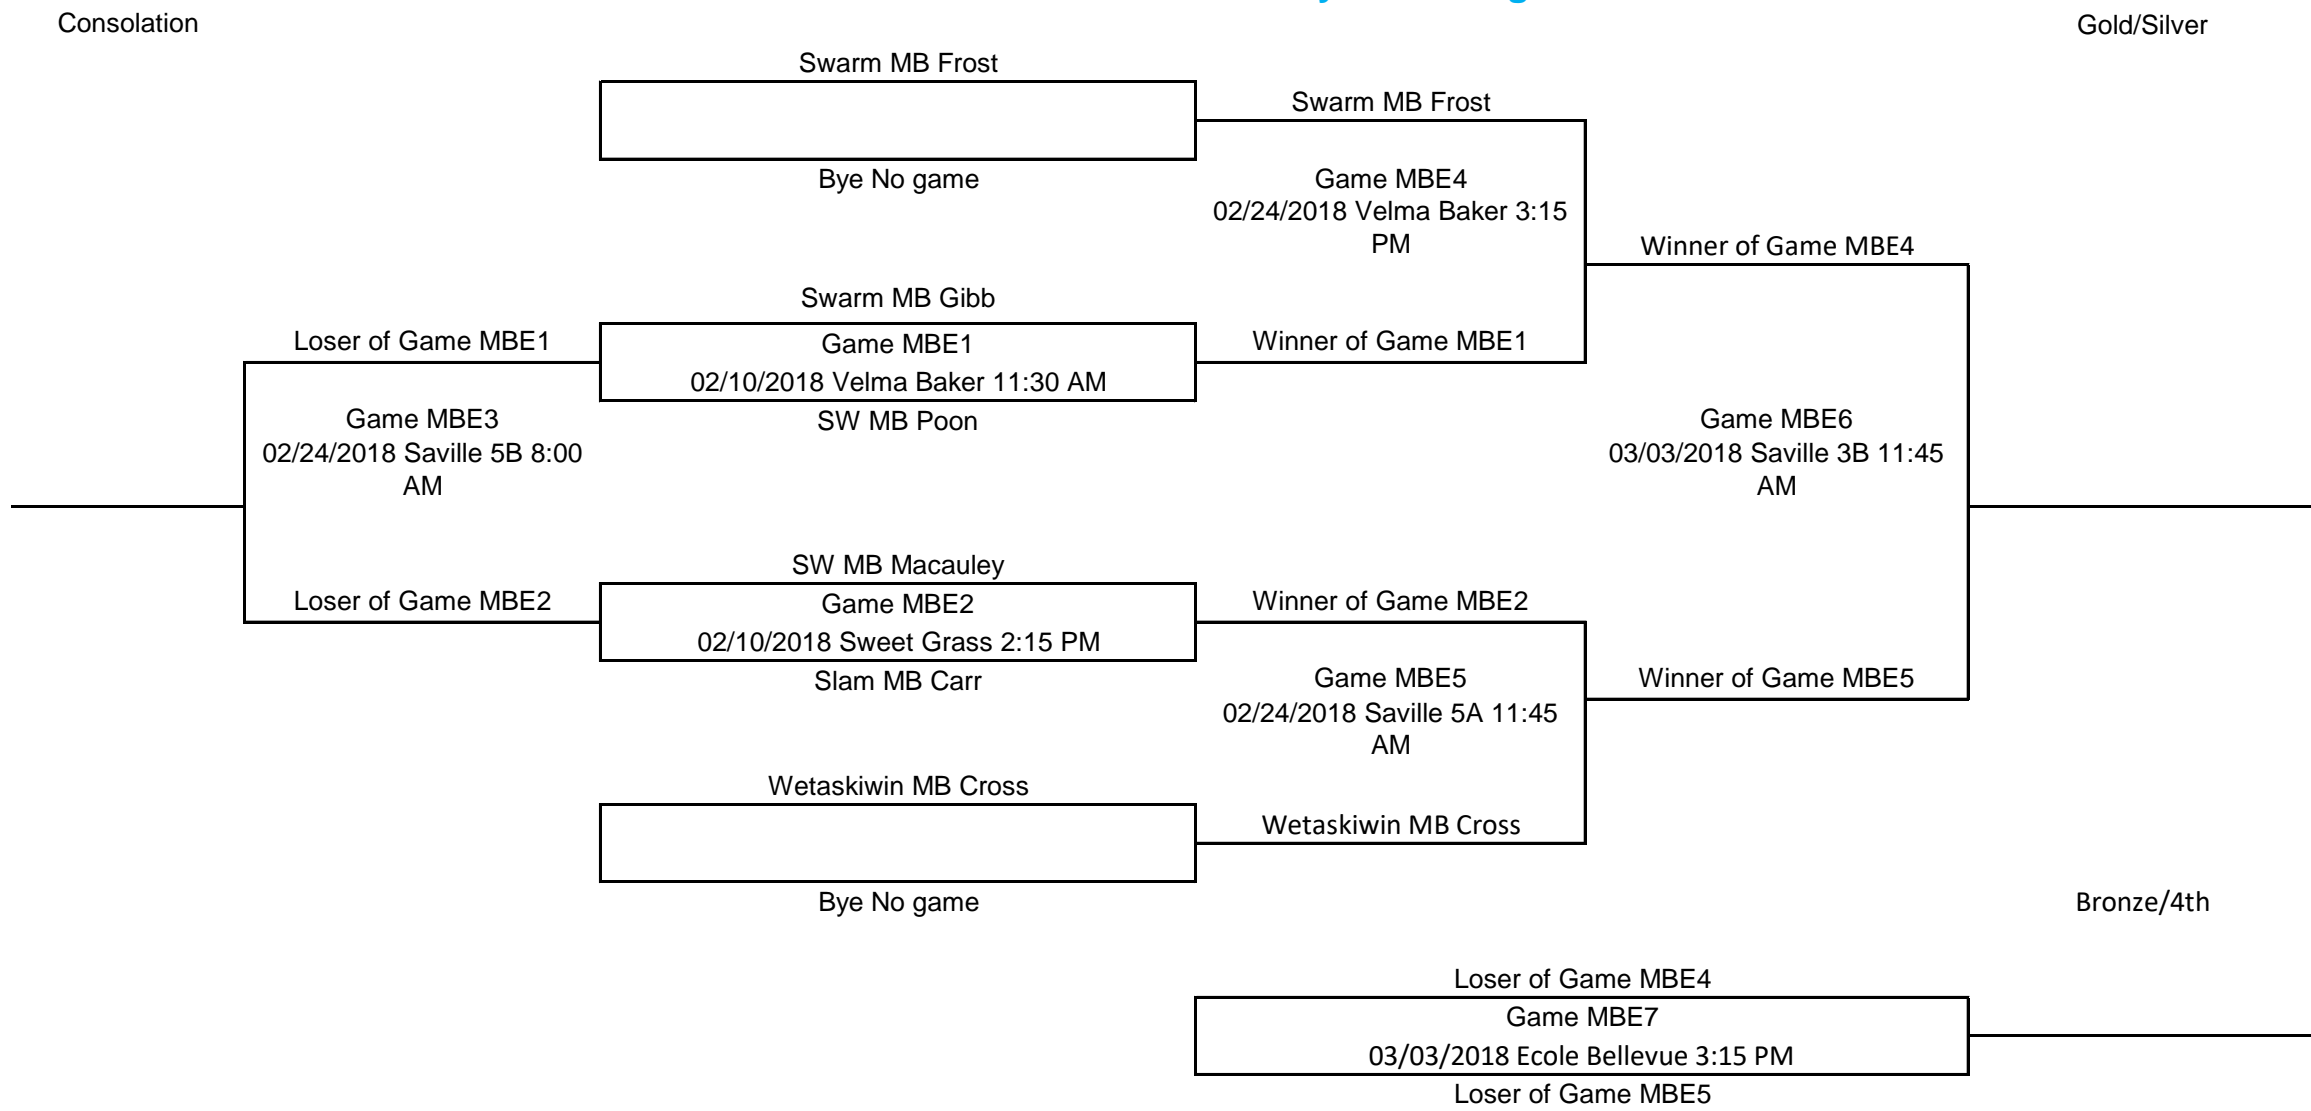 Consolation
Gold/Silver
Swarm MB Frost
Swarm MB Frost
Bye No game
Game MBE4
02/24/2018 Velma Baker 3:15
PM
Winner of Game MBE4
Swarm MB Gibb
Loser of Game MBE1
Game MBE1
Winner of Game MBE1
02/10/2018 Velma Baker 11:30 AM
SW MB Poon
Game MBE3
02/24/2018 Saville 5B 8:00
AM
Game MBE6
03/03/2018 Saville 3B 11:45
AM
SW MB Macauley
Loser of Game MBE2
Game MBE2
Winner of Game MBE2
02/10/2018 Sweet Grass 2:15 PM
Slam MB Carr
Game MBE5
02/24/2018 Saville 5A 11:45
AM
Winner of Game MBE5
Wetaskiwin MB Cross
Wetaskiwin MB Cross
Bye No game
Bronze/4th
Loser of Game MBE4
Game MBE7
03/03/2018 Ecole Bellevue 3:15 PM
Loser of Game MBE5